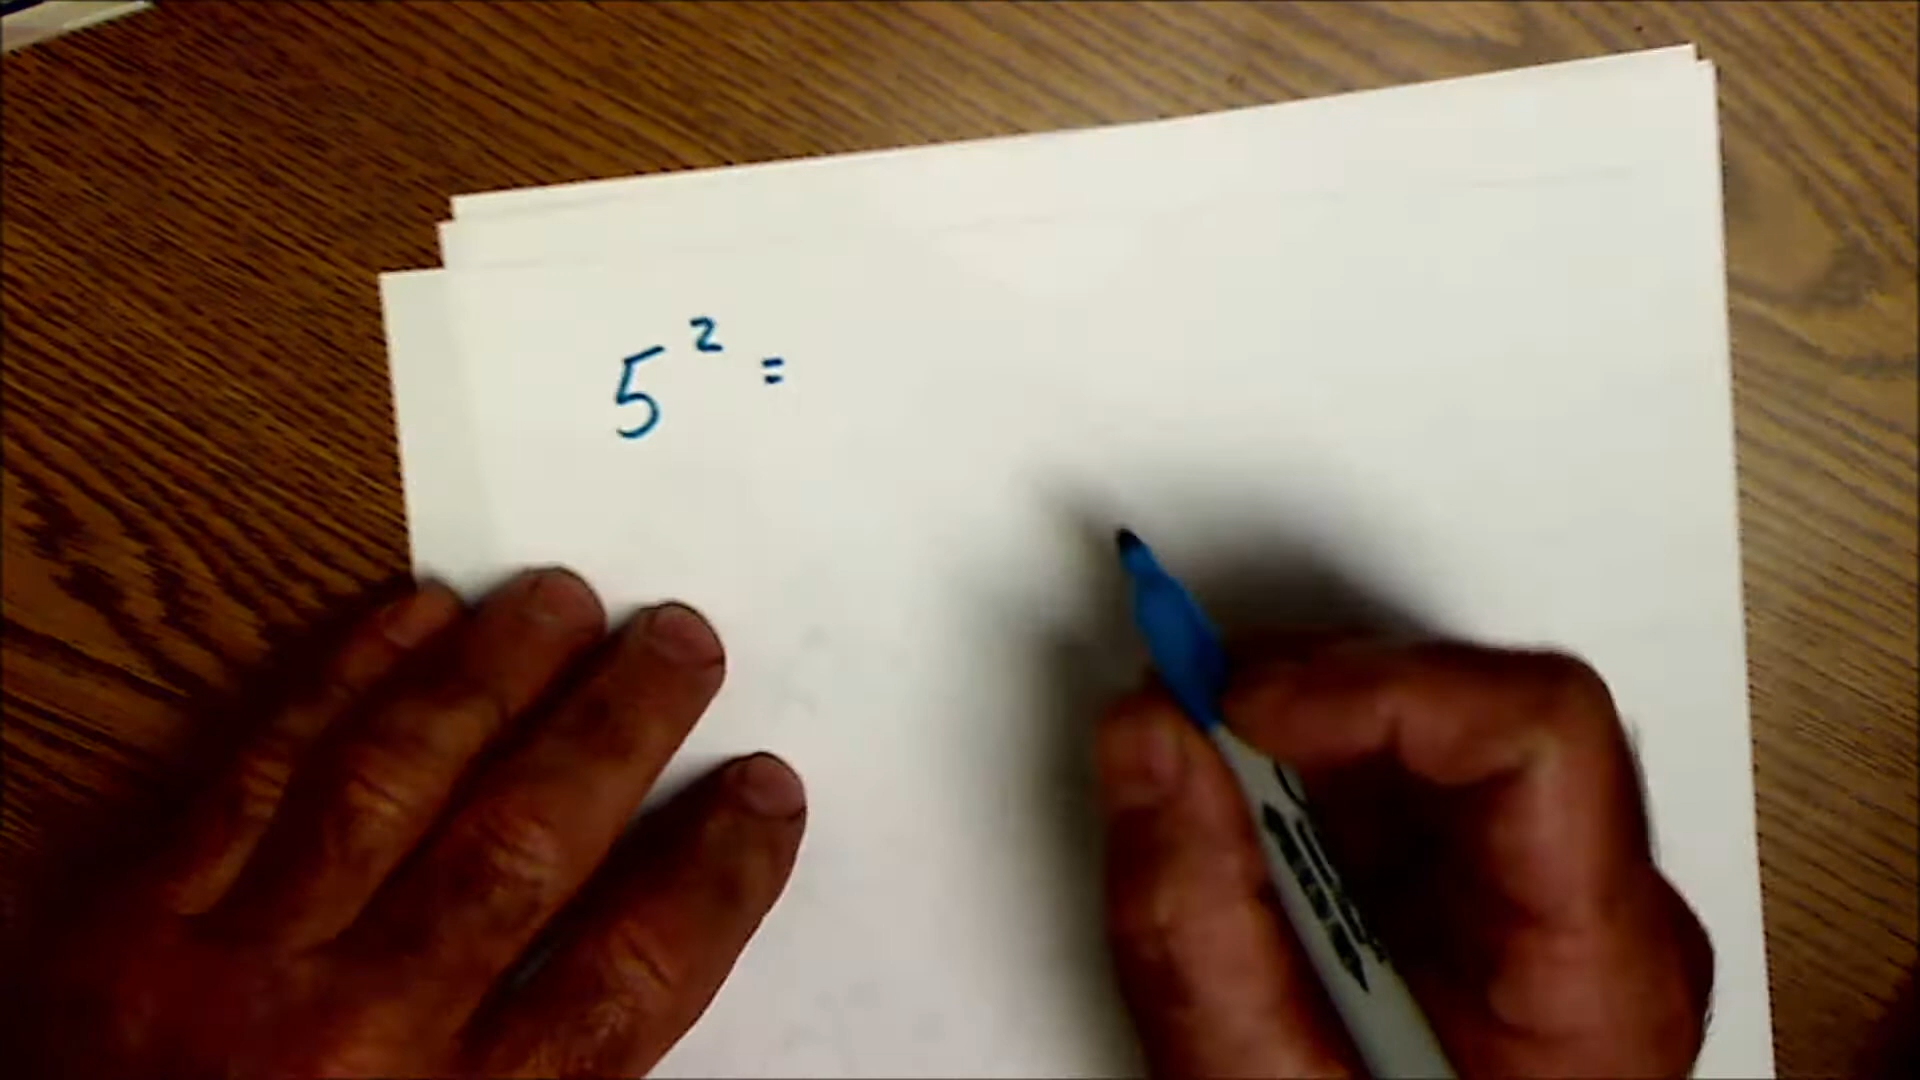 5² =